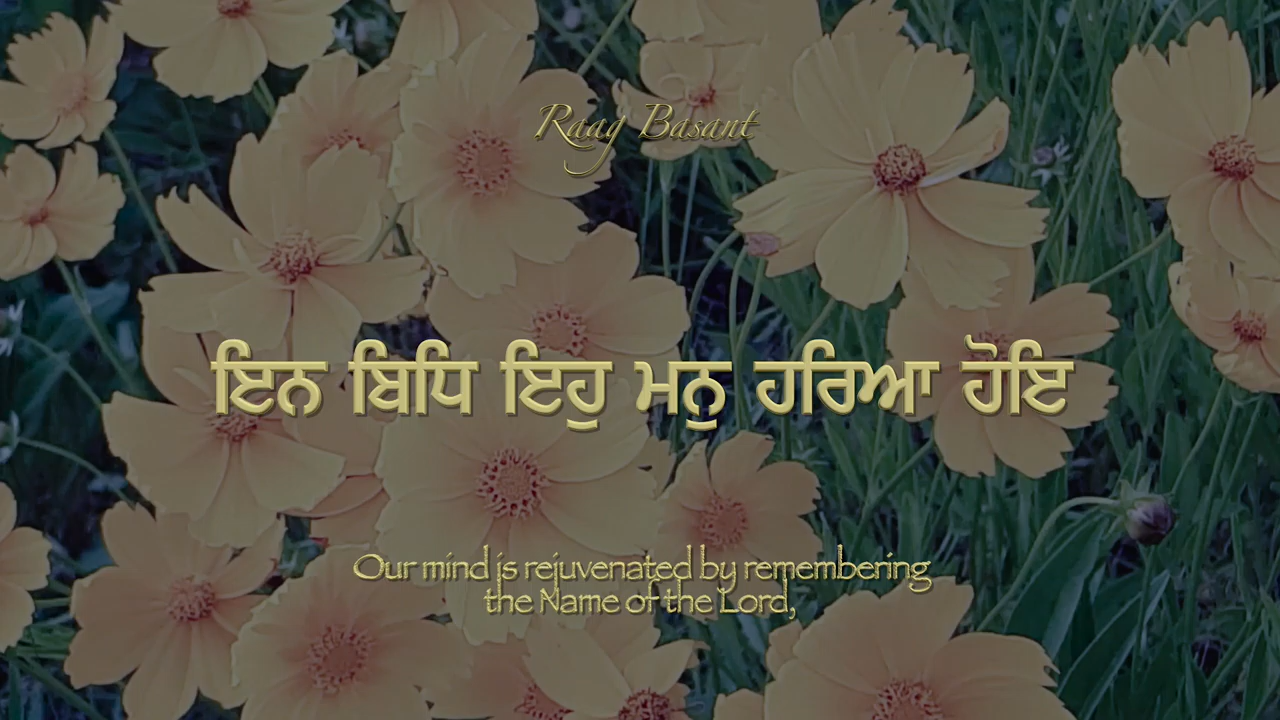 Raag Basant
ਇਨ ਬਿਧਿ ਇਹੁ ਮਨੁ ਹਰਿਆ ਹੋਇ
Our mind is rejuvenated by remembering
the Name of the Lord,